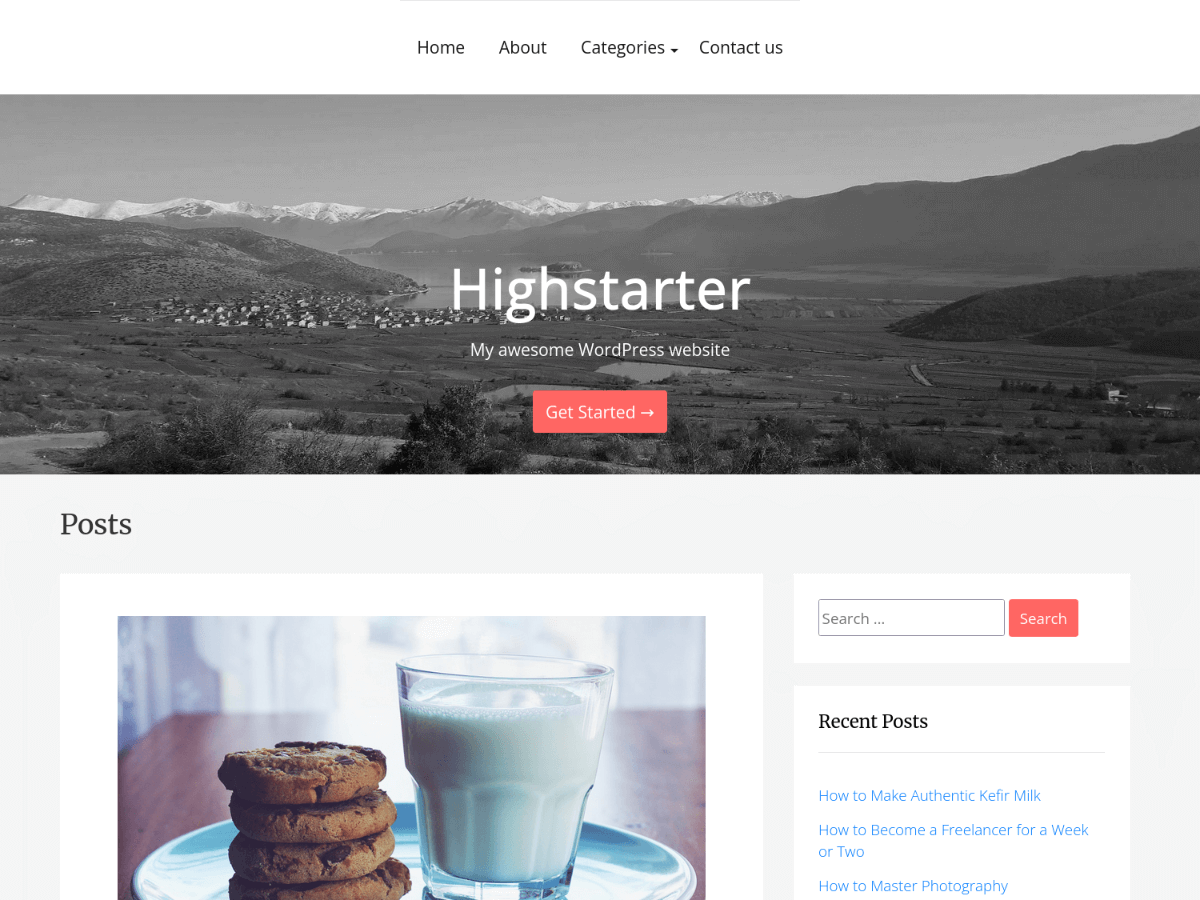 Home About Categories Contact us
Highstarter
My awesome WordPress website
Get Started →
Posts
Search ... Search
Recent Posts
How to Make Authentic Kefir Milk
How to Become a Freelancer for a Week
or Two
How to Master Photography